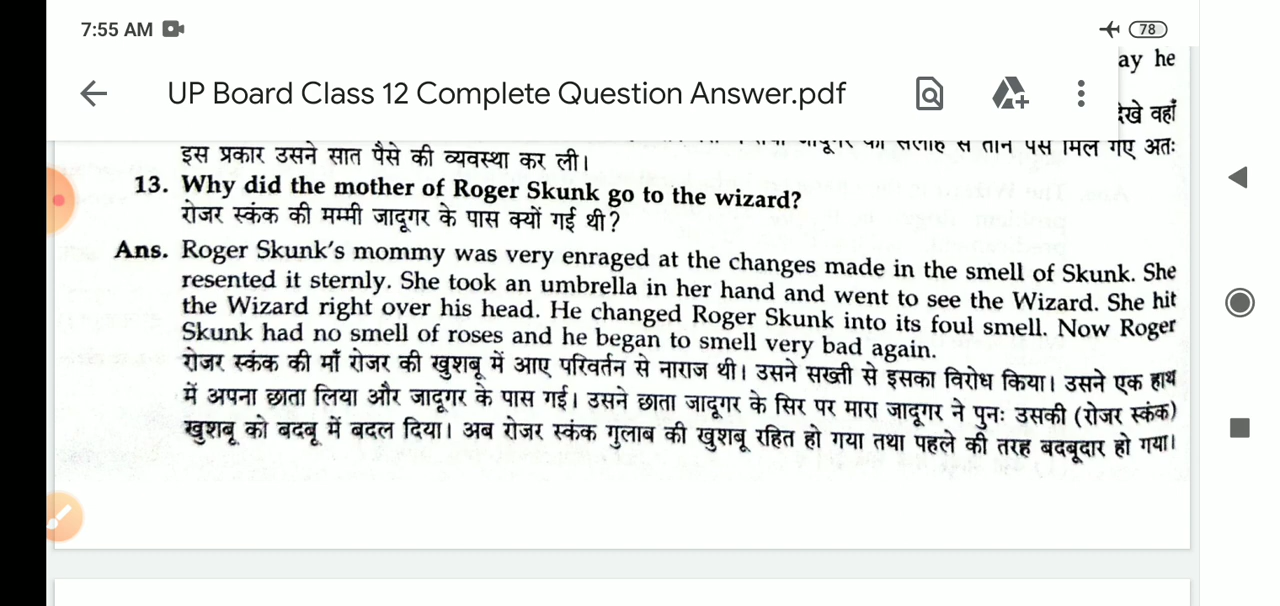 7:55 AM
78
ay he
UP Board Class 12 Complete Question Answer.pdf
देखे वहाँ
जादूगर की सलाह से तीन पैसे मिल गए अतः
इस प्रकार उसने सात पैसे की व्यवस्था कर ली।
13. Why did the mother of Roger Skunk go to the wizard?
रोजर स्कंक की मम्मी जादूगर के पास क्यों गई थी?
Ans. Roger Skunk's mommy was very enraged at the changes made in the smell of Skunk. She
resented it sternly. She took an umbrella in her hand and went to see the Wizard. She hit
the Wizard right over his head. He changed Roger Skunk into its foul smell. Now Roger
Skunk had no smell of roses and he began to smell very bad again.
रोजर स्कंक की माँ रोजर की खुशबू में आए परिवर्तन से नाराज थी। उसने सख्ती से इसका विरोध किया। उसने एक हाथ
में अपना छाता लिया और जादूगर के पास गई। उसने छाता जादूगर के सिर पर मारा जादूगर ने पुनः उसकी (रोजर स्कंक)
खुशबू को बदबू में बदल दिया। अब रोजर स्कंक गुलाब की खुशबू रहित हो गया तथा पहले की तरह बदबूदार हो गया।